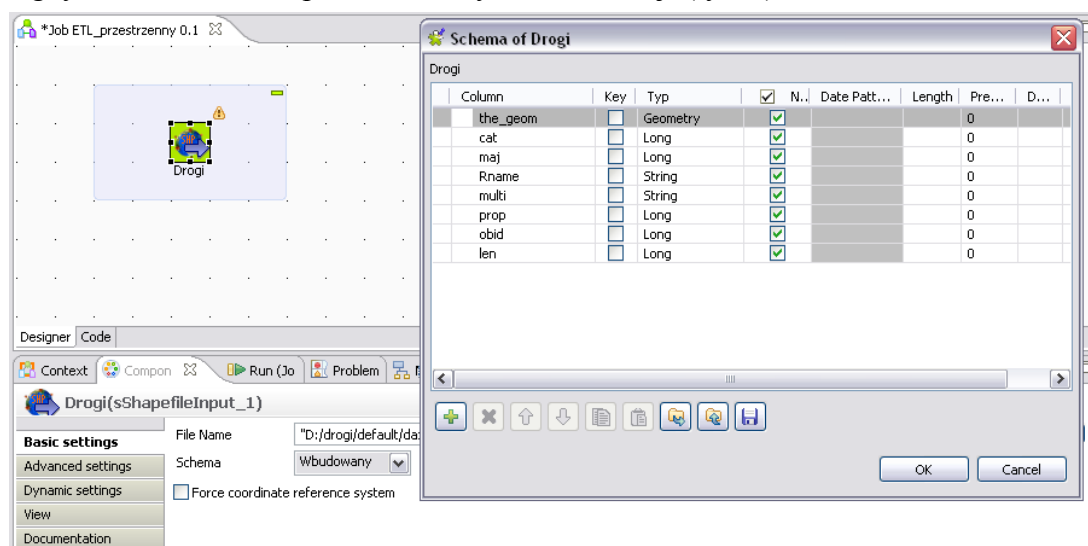 *Job ETL_przestrzenny 0.1
Drogi
Designer Code
Context Compon Run (Jo Problem
Drogi(sShapefileInput_1)
Basic settings
Advanced settings
Dynamic settings
View
Documentation
File Name "D:/drogi/default/da
Schema Wbudowany
Force coordinate reference system
Schema of Drogi
Drogi
Column Key Typ N.. Date Patt... Length Pre... D...
the_geom Geometry 0
cat Long 0
maj Long 0
Rname String 0
multi String 0
prop Long 0
obid Long 0
len Long 0
OK Cancel